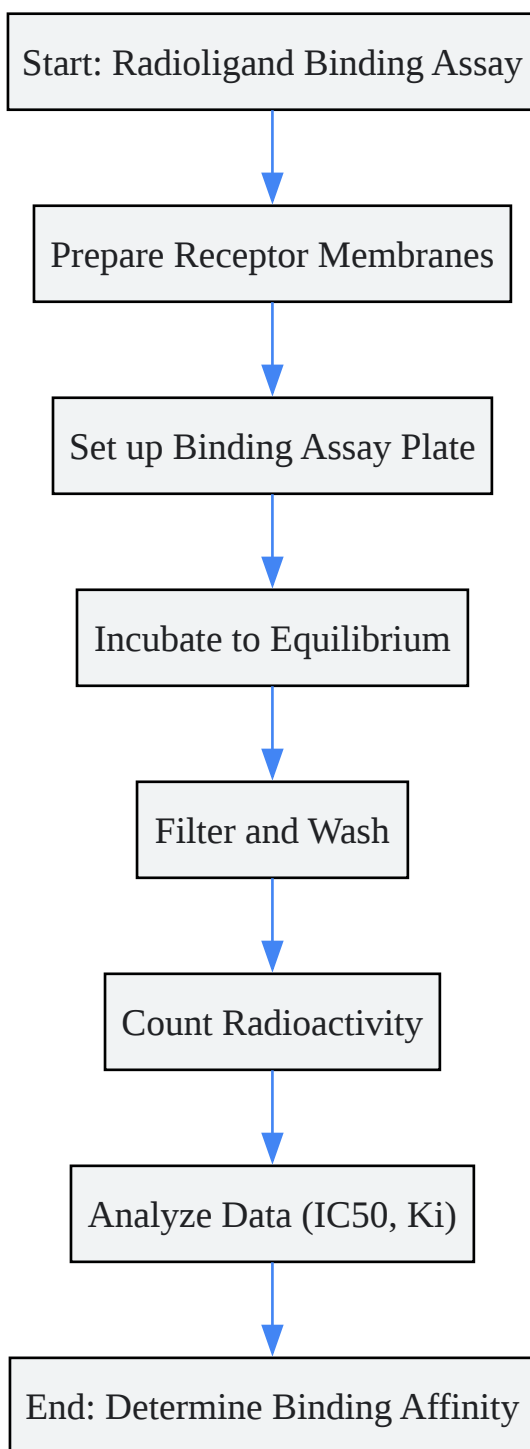 Start: Radioligand Binding Assay
Prepare Receptor Membranes
Set up Binding Assay Plate
Incubate to Equilibrium
Filter and Wash
Count Radioactivity
Analyze Data (IC50, Ki)
End: Determine Binding Affinity